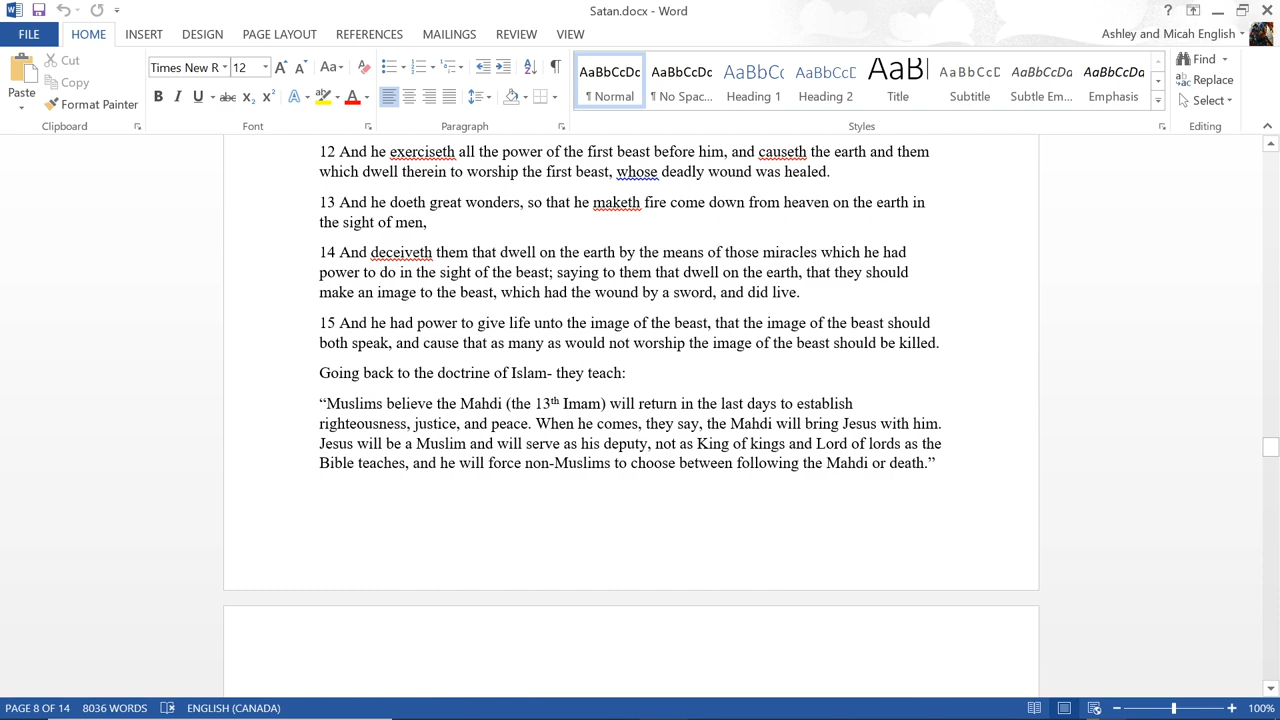 Satan.docx - Word
FILE HOME INSERT DESIGN PAGE LAYOUT REFERENCES MAILINGS REVIEW VIEW Ashley and Micah English
Cut
Copy
Paste
Format Painter
Clipboard
Times New R 12
Aa
B I U abc X₂ X²
A A
Font
Paragraph
AaBbCcDc AaBbCcDc AaBbCc AaBbCcD AaB AaBbCcD AaBbCcDa AaBbCcDa
¶ Normal ¶ No Spac... Heading 1 Heading 2 Title Subtitle Subtle Em... Emphasis
Styles
Find
Replace
Select
Editing
12 And he exerciseth all the power of the first beast before him, and causeth the earth and them
which dwell therein to worship the first beast, whose deadly wound was healed.
13 And he doeth great wonders, so that he maketh fire come down from heaven on the earth in
the sight of men,
14 And deceiveth them that dwell on the earth by the means of those miracles which he had
power to do in the sight of the beast; saying to them that dwell on the earth, that they should
make an image to the beast, which had the wound by a sword, and did live.
15 And he had power to give life unto the image of the beast, that the image of the beast should
both speak, and cause that as many as would not worship the image of the beast should be killed.
Going back to the doctrine of Islam- they teach:
“Muslims believe the Mahdi (the 13th Imam) will return in the last days to establish
righteousness, justice, and peace. When he comes, they say, the Mahdi will bring Jesus with him.
Jesus will be a Muslim and will serve as his deputy, not as King of kings and Lord of lords as the
Bible teaches, and he will force non-Muslims to choose between following the Mahdi or death.”
PAGE 8 OF 14 8036 WORDS ENGLISH (CANADA) 100%